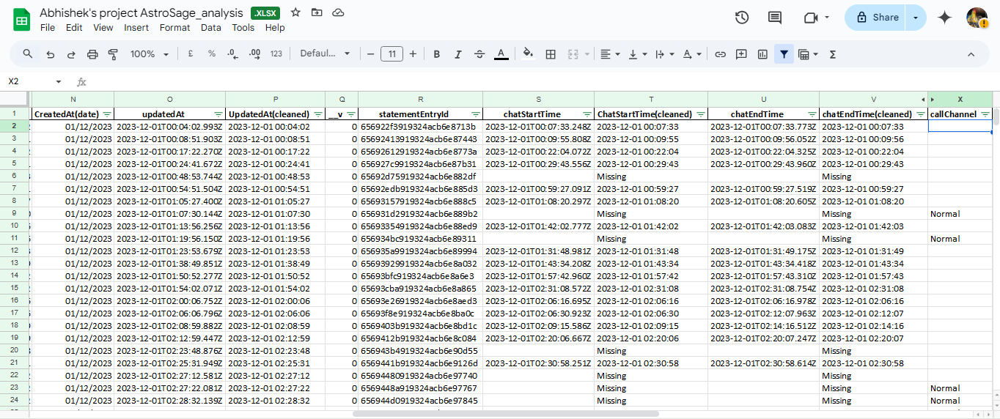 Abhishek's project AstroSage_analysis .XLSX
File Edit View Insert Format Data Tools Help
Share
100% £ % .0 .00 123 Defaul... 11 B I S A Σ
X2 fx
N O P Q R S T U V X
1 CreatedAt(date) updatedAt UpdatedAt(cleaned) __v statementEntryId chatStartTime ChatStartTime(cleaned) chatEndTime chatEndTime(cleaned) callChannel
2 01/12/2023 2023-12-01T00:04:02.993Z 2023-12-01 00:04:02 0 656922f3919324acb6e8713b 2023-12-01T00:07:33.248Z 2023-12-01 00:07:33 2023-12-01T00:07:33.773Z 2023-12-01 00:07:33
3 01/12/2023 2023-12-01T00:08:51.903Z 2023-12-01 00:08:51 0 65692413919324acb6e87443 2023-12-01T00:09:55.808Z 2023-12-01 00:09:55 2023-12-01T00:09:56.052Z 2023-12-01 00:09:56
4 01/12/2023 2023-12-01T00:17:22.270Z 2023-12-01 00:17:22 0 65692612919324acb6e8773a 2023-12-01T00:22:04.072Z 2023-12-01 00:22:04 2023-12-01T00:22:04.325Z 2023-12-01 00:22:04
5 01/12/2023 2023-12-01T00:24:41.672Z 2023-12-01 00:24:41 0 656927c9919324acb6e87b31 2023-12-01T00:29:43.556Z 2023-12-01 00:29:43 2023-12-01T00:29:43.960Z 2023-12-01 00:29:43
6 01/12/2023 2023-12-01T00:48:53.744Z 2023-12-01 00:48:53 0 65692d75919324acb6e882df Missing Missing
7 01/12/2023 2023-12-01T00:54:51.504Z 2023-12-01 00:54:51 0 65692edb919324acb6e885d3 2023-12-01T00:59:27.091Z 2023-12-01 00:59:27 2023-12-01T00:59:27.519Z 2023-12-01 00:59:27
8 01/12/2023 2023-12-01T01:05:27.400Z 2023-12-01 01:05:27 0 65693157919324acb6e888c5 2023-12-01T01:08:20.297Z 2023-12-01 01:08:20 2023-12-01T01:08:20.605Z 2023-12-01 01:08:20
9 01/12/2023 2023-12-01T01:07:30.144Z 2023-12-01 01:07:30 0 656931d2919324acb6e889b2 Missing Missing Normal
10 01/12/2023 2023-12-01T01:13:56.256Z 2023-12-01 01:13:56 0 65693354919324acb6e88ed9 2023-12-01T01:42:02.777Z 2023-12-01 01:42:02 2023-12-01T01:42:03.083Z 2023-12-01 01:42:03
11 01/12/2023 2023-12-01T01:19:56.150Z 2023-12-01 01:19:56 0 656934bc919324acb6e89311 Missing Missing Normal
12 01/12/2023 2023-12-01T01:23:53.679Z 2023-12-01 01:23:53 0 656935a9919324acb6e89994 2023-12-01T01:31:48.981Z 2023-12-01 01:31:48 2023-12-01T01:31:49.175Z 2023-12-01 01:31:49
13 01/12/2023 2023-12-01T01:38:49.851Z 2023-12-01 01:38:49 0 65693929919324acb6e8a032 2023-12-01T01:43:34.208Z 2023-12-01 01:43:34 2023-12-01T01:43:34.418Z 2023-12-01 01:43:34
14 01/12/2023 2023-12-01T01:50:52.277Z 2023-12-01 01:50:52 0 65693bfc919324acb6e8a6e3 2023-12-01T01:57:42.960Z 2023-12-01 01:57:42 2023-12-01T01:57:43.310Z 2023-12-01 01:57:43
15 01/12/2023 2023-12-01T01:54:02.071Z 2023-12-01 01:54:02 0 65693cba919324acb6e8a865 2023-12-01T02:31:08.572Z 2023-12-01 02:31:08 2023-12-01T02:31:08.754Z 2023-12-01 02:31:08
16 01/12/2023 2023-12-01T02:00:06.752Z 2023-12-01 02:00:06 0 65693e26919324acb6e8aed3 2023-12-01T02:06:16.695Z 2023-12-01 02:06:16 2023-12-01T02:06:16.978Z 2023-12-01 02:06:16
17 01/12/2023 2023-12-01T02:06:06.796Z 2023-12-01 02:06:06 0 65693f8e919324acb6e8ba0c 2023-12-01T02:06:30.923Z 2023-12-01 02:06:30 2023-12-01T02:12:07.963Z 2023-12-01 02:12:07
18 01/12/2023 2023-12-01T02:08:59.882Z 2023-12-01 02:08:59 0 6569403b919324acb6e8bd1c 2023-12-01T02:09:15.586Z 2023-12-01 02:09:15 2023-12-01T02:14:16.512Z 2023-12-01 02:14:16
19 01/12/2023 2023-12-01T02:12:59.447Z 2023-12-01 02:12:59 0 6569412b919324acb6e8c084 2023-12-01T02:20:06.667Z 2023-12-01 02:20:06 2023-12-01T02:20:07.247Z 2023-12-01 02:20:07
20 01/12/2023 2023-12-01T02:23:48.876Z 2023-12-01 02:23:48 0 656943b4919324acb6e90d55 Missing Missing
21 01/12/2023 2023-12-01T02:25:31.949Z 2023-12-01 02:25:31 0 6569441b919324acb6e9126d 2023-12-01T02:30:58.251Z 2023-12-01 02:30:58 2023-12-01T02:30:58.614Z 2023-12-01 02:30:58
22 01/12/2023 2023-12-01T02:27:12.581Z 2023-12-01 02:27:12 0 65694480919324acb6e97740 Missing Missing
23 01/12/2023 2023-12-01T02:27:22.081Z 2023-12-01 02:27:22 0 6569448a919324acb6e97767 Missing Missing Normal
24 01/12/2023 2023-12-01T02:28:32.139Z 2023-12-01 02:28:32 0 656944d0919324acb6e97845 Missing Missing Normal